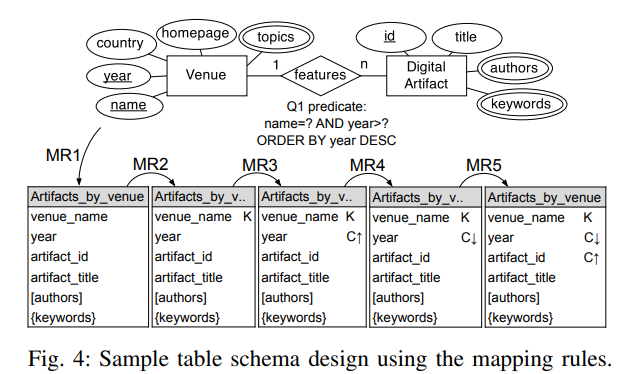 homepage
country
topics
id
title
year
Venue
1
features
n
Digital
Artifact
authors
name
keywords
Q1 predicate:
name=? AND year>?
ORDER BY year DESC
MR1
MR2
MR3
MR4
MR5
Artifacts_by_venue
venue_name
year
artifact_id
artifact_title
[authors]
{keywords}
Artifacts_by_v..
venue_name K
year
artifact_id
artifact_title
[authors]
{keywords}
Artifacts_by_v..
venue_name K
year C↑
artifact_id
artifact_title
[authors]
{keywords}
Artifacts_by_v..
venue_name K
year C↓
artifact_id
artifact_title
[authors]
{keywords}
Artifacts_by_venue
venue_name K
year C↓
artifact_id C↑
artifact_title
[authors]
{keywords}
Fig. 4: Sample table schema design using the mapping rules.